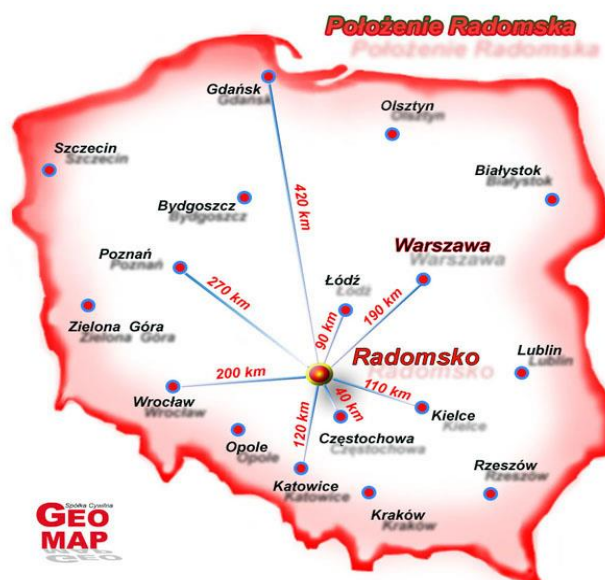 Położenie Radomska
Gdańsk
Olsztyn
Szczecin
Białystok
Bydgoszcz
420 km
Warszawa
Poznań
270 km
Łódź
190 km
90 km
Zielona Góra
Radomsko
Lublin
200 km
110 km
Wrocław
40 km
Kielce
120 km
Częstochowa
Opole
Katowice
Rzeszów
Kraków
Spółka Cywilna
GEO
MAP